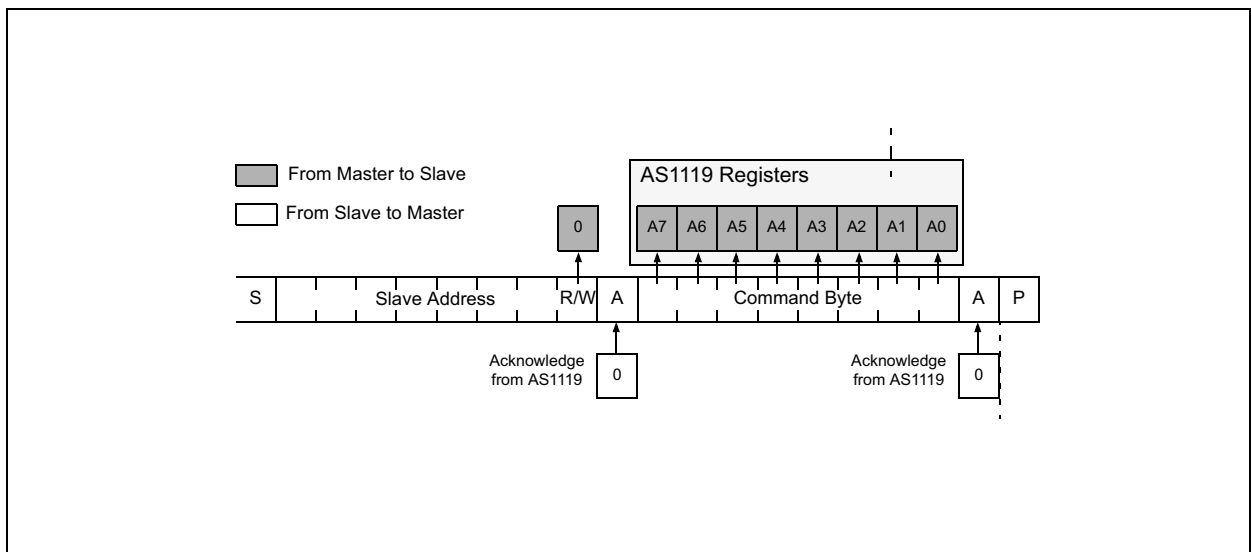 From Master to Slave
From Slave to Master
AS1119 Registers
0 A7 A6 A5 A4 A3 A2 A1 A0
S Slave Address R/W A Command Byte A P
Acknowledge
from AS1119
0
Acknowledge
from AS1119
0